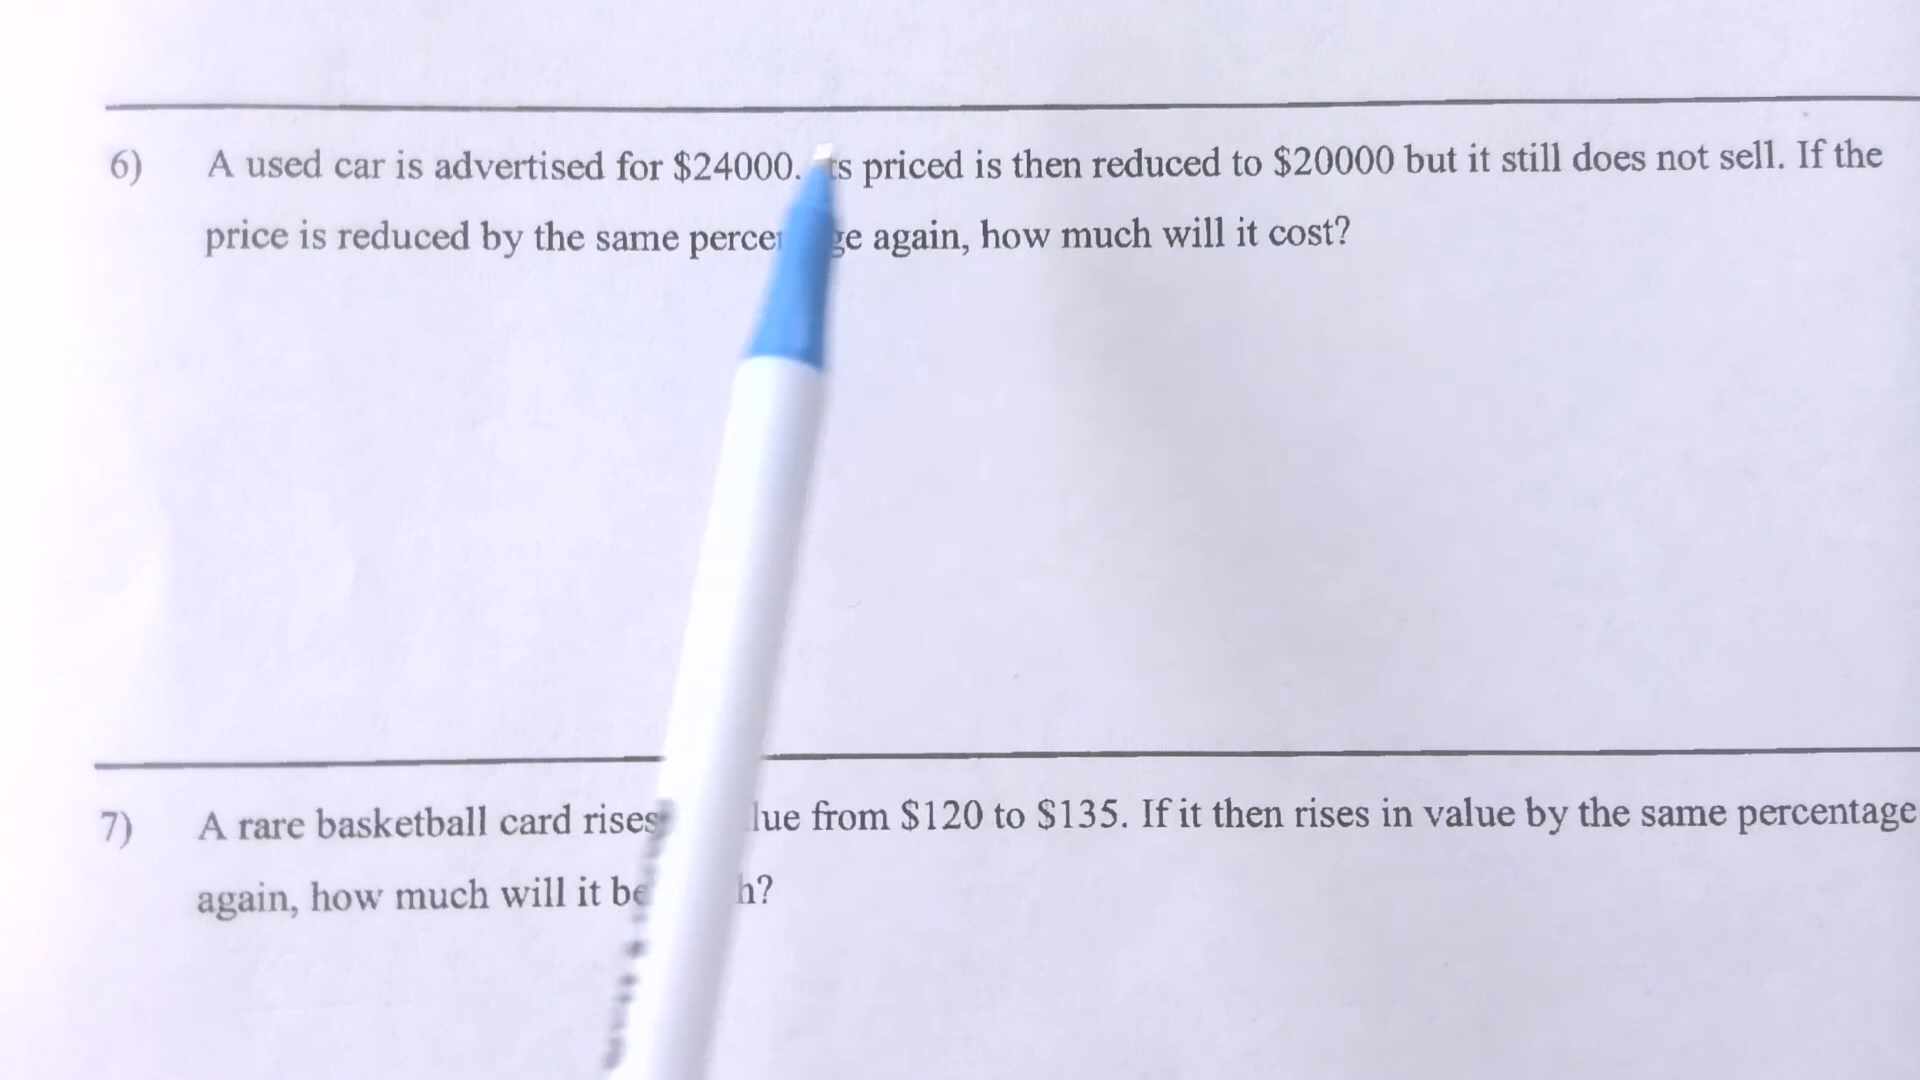 6) A used car is advertised for $24000. ts priced is then reduced to $20000 but it still does not sell. If the
price is reduced by the same perce ge again, how much will it cost?
7) A rare basketball card rises lue from $120 to $135. If it then rises in value by the same percentage
again, how much will it be h?